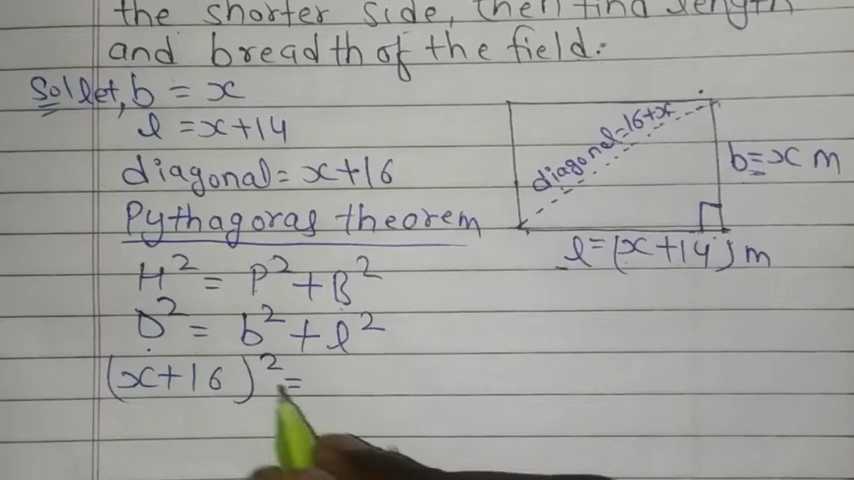 the shorter side, then find length
and breadth of the field.
Sol let, b = x
l = x+14
diagonal = x+16
Pythagoras theorem
H² = P² + B²
D² = b² + l²
(x+16)² =
diagonal=16+x
b=x m
l=(x+14)m